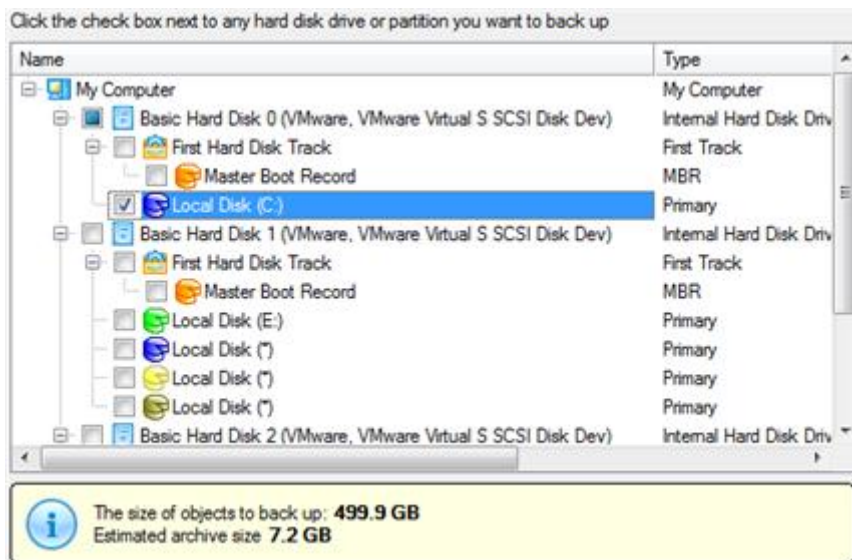 Click the check box next to any hard disk drive or partition you want to back up
Name Type
My Computer My Computer
Basic Hard Disk 0 (VMware, VMware Virtual S SCSI Disk Dev) Internal Hard Disk Driv
First Hard Disk Track First Track
Master Boot Record MBR
Local Disk (C:) Primary
Basic Hard Disk 1 (VMware, VMware Virtual S SCSI Disk Dev) Internal Hard Disk Driv
First Hard Disk Track First Track
Master Boot Record MBR
Local Disk (E:) Primary
Local Disk (*) Primary
Local Disk (*) Primary
Local Disk (*) Primary
Basic Hard Disk 2 (VMware, VMware Virtual S SCSI Disk Dev) Internal Hard Disk Driv
The size of objects to back up: 499.9 GB
Estimated archive size 7.2 GB